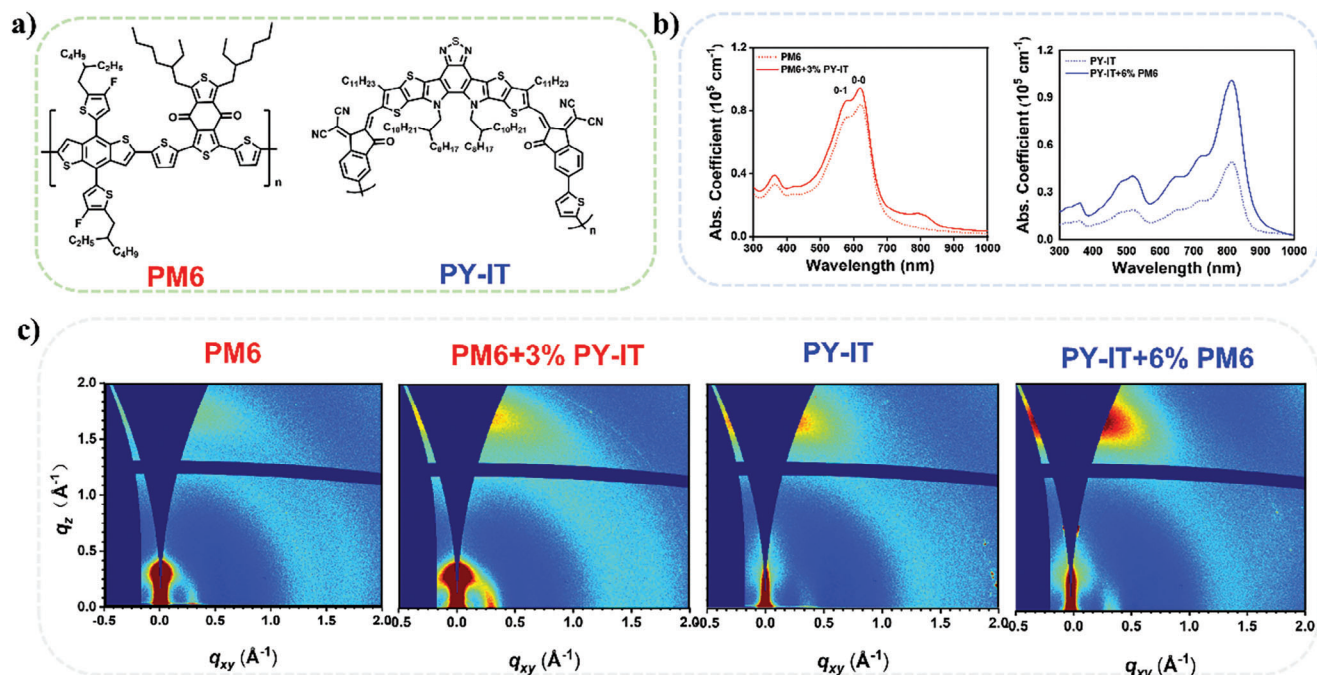 a)
C4H9
C2H5
F
S
S
O
O
S
S
S
S
S
F
S
C2H5
C4H9
n
PM6
N
S
N
C11H23
C11H23
S
S
S
S
N
N
NC
NC
O
C10H21
C8H17
C10H21
C8H17
O
CN
CN
S
n
PY-IT
b)
Abs. Coefficient (10^5 cm^-1)
1.2
0.8
0.4
0.0
PM6
PM6+3% PY-IT
0-1
0-0
300 400 500 600 700 800 900 1000
Wavelength (nm)
Abs. Coefficient (10^5 cm^-1)
1.2
0.9
0.6
0.3
0.0
PY-IT
PY-IT+6% PM6
300 400 500 600 700 800 900 1000
Wavelength (nm)
c)
PM6
PM6+3% PY-IT
PY-IT
PY-IT+6% PM6
qz (Å^-1)
2.0
1.5
1.0
0.5
0.0
-0.5 0.0 0.5 1.0 1.5 2.0
qxy (Å^-1)
-0.5 0.0 0.5 1.0 1.5 2.0
qxy (Å^-1)
-0.5 0.0 0.5 1.0 1.5 2.0
qxy (Å^-1)
-0.5 0.0 0.5 1.0 1.5 2.0
qxy (Å^-1)